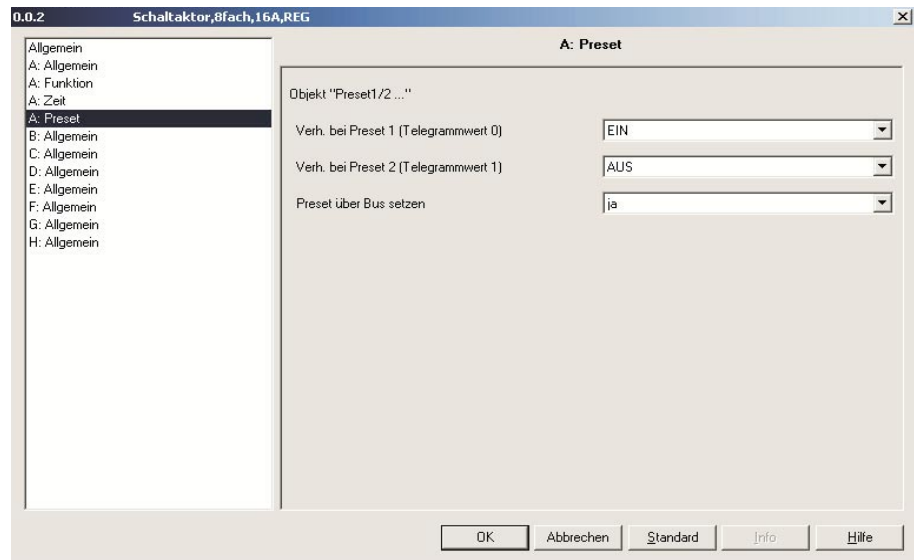 0.0.2 Schaltaktor,8fach,16A,REG
Allgemein
A: Allgemein
A: Funktion
A: Zeit
A: Preset
B: Allgemein
C: Allgemein
D: Allgemein
E: Allgemein
F: Allgemein
G: Allgemein
H: Allgemein
A: Preset
Objekt "Preset1/2 ..."
Verh. bei Preset 1 (Telegrammwert 0) EIN
Verh. bei Preset 2 (Telegrammwert 1) AUS
Preset über Bus setzen ja
OK Abbrechen Standard Info Hilfe